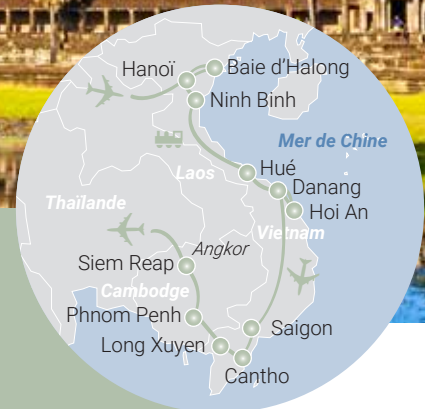 Hanoï
Baie d'Halong
Ninh Binh
Mer de Chine
Hué
Laos
Danang
Thaïlande
Hoi An
Vietnam
Angkor
Siem Reap
Cambodge
Phnom Penh
Saigon
Long Xuyen
Cantho